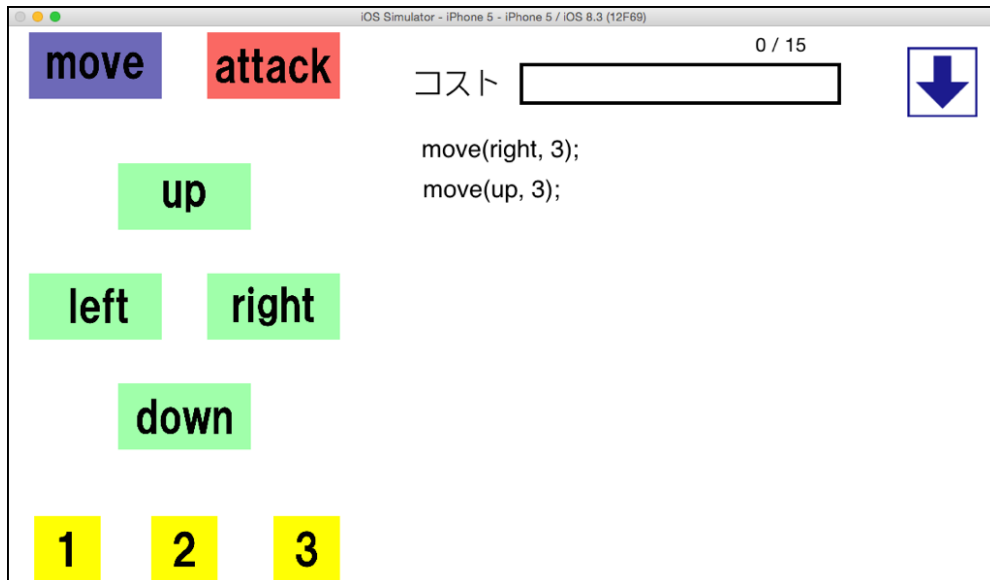 iOS Simulator - iPhone 5 - iPhone 5 / iOS 8.3 (12F69)
move attack
0 / 15
コスト
move(right, 3);
move(up, 3);
up
left right
down
1 2 3